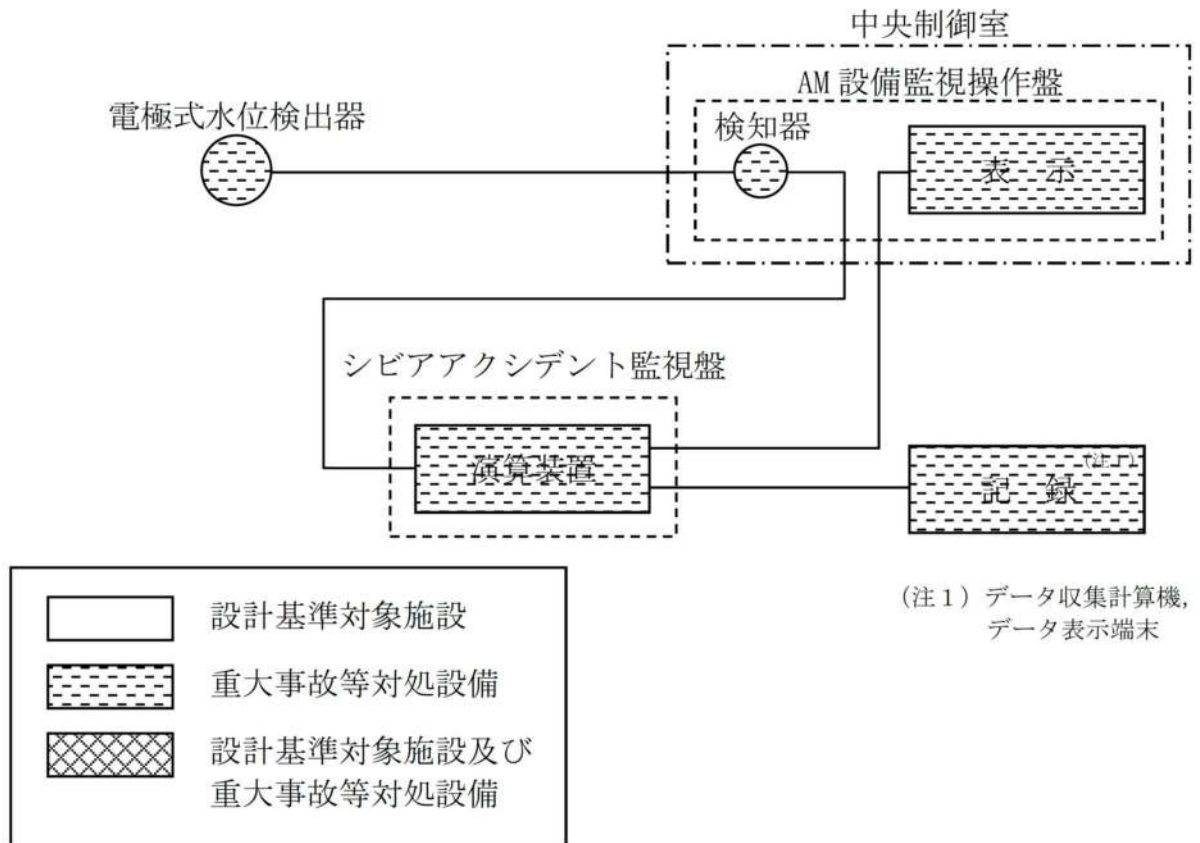 中央制御室
AM 設備監視操作盤
電極式水位検出器
検知器
表 示
シビアアクシデント監視盤
演算装置
(注1)
記 録
設計基準対象施設
重大事故等対処設備
設計基準対象施設及び
重大事故等対処設備
(注1) データ収集計算機,
データ表示端末